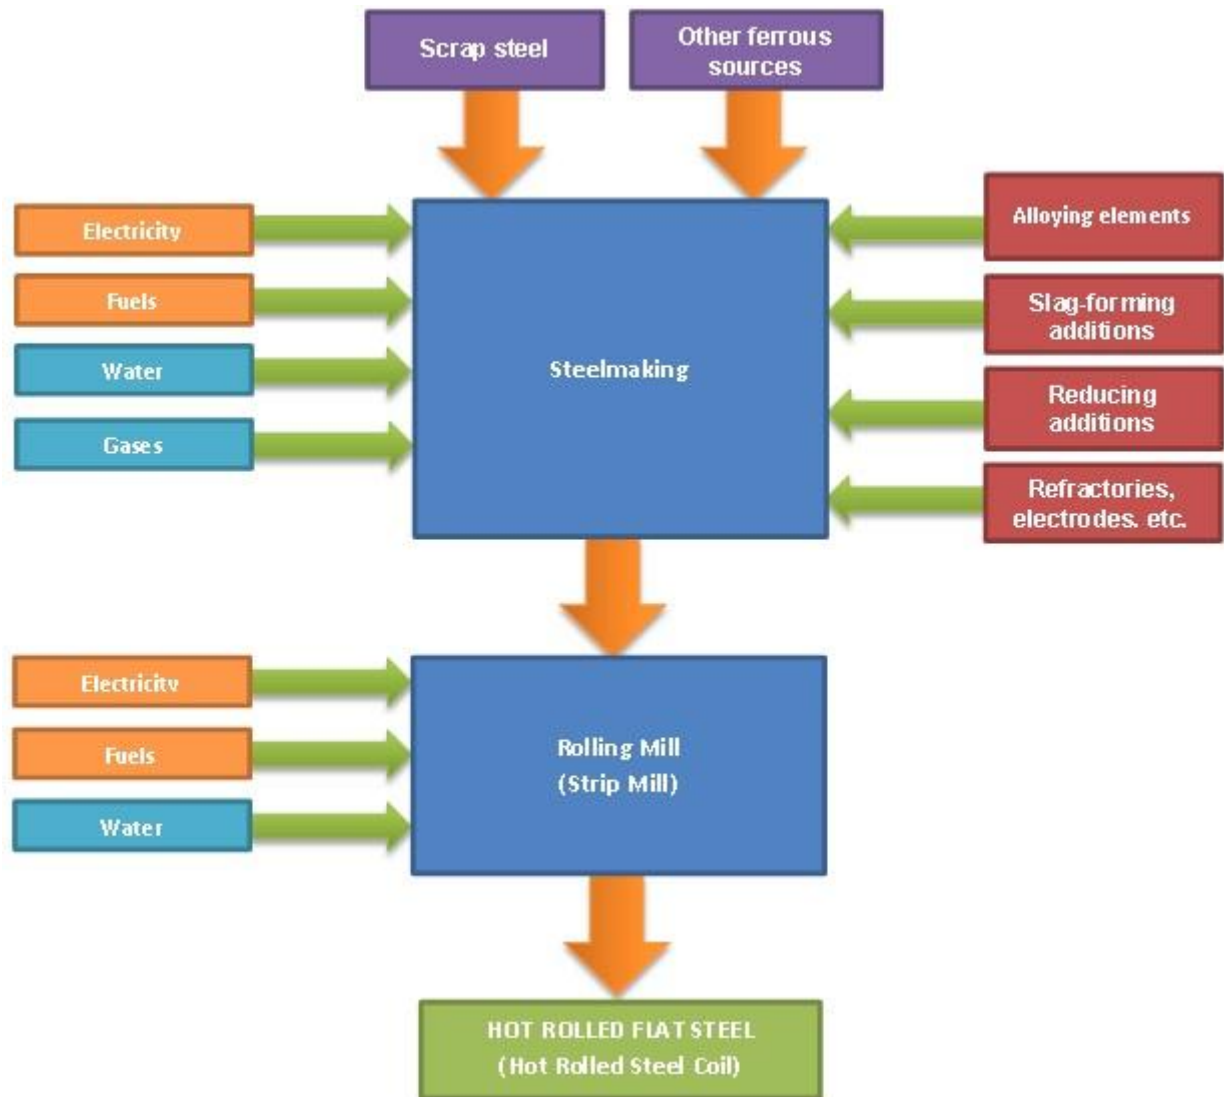 Scrap steel
Other ferrous
sources
Electricity
Fuels
Water
Gases
Steelmaking
Alloying elements
Slag-forming
additions
Reducing
additions
Refractories,
electrodes. etc.
Electricity
Fuels
Water
Rolling Mill
(Strip Mill)
HOT ROLLED FLAT STEEL
(Hot Rolled Steel Coil)